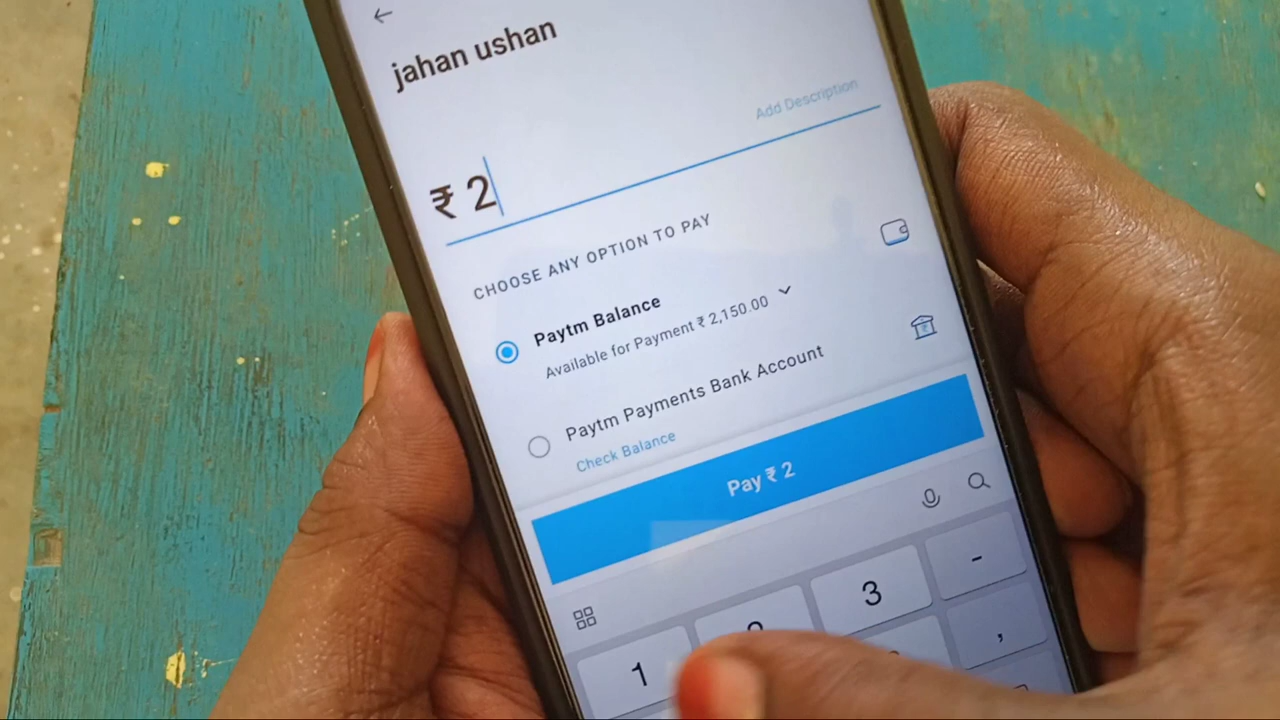 jahan ushan
Add Description
₹ 2
CHOOSE ANY OPTION TO PAY
Paytm Balance
Available for Payment ₹ 2,150.00
Paytm Payments Bank Account
Check Balance
Pay ₹ 2
1 3 -
,